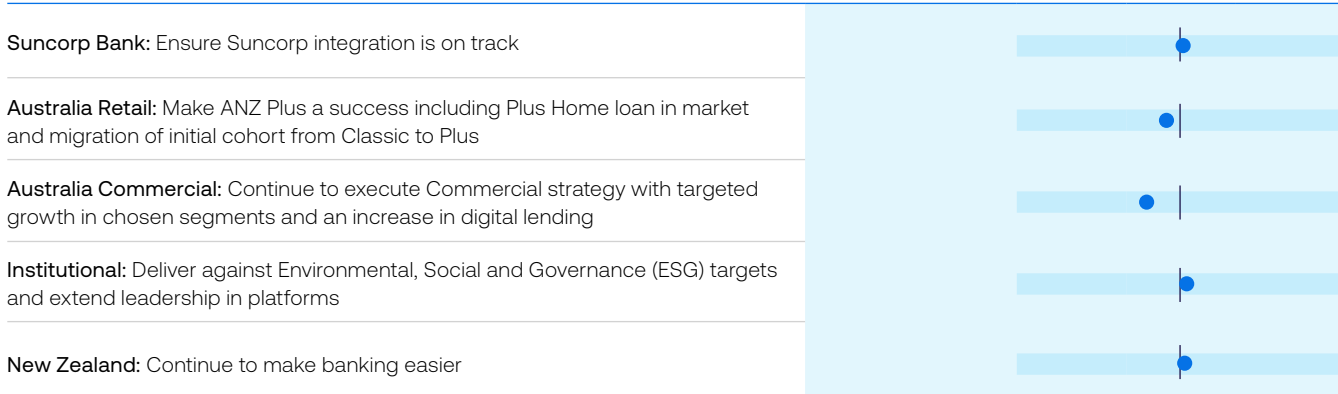 Suncorp Bank: Ensure Suncorp integration is on track
Australia Retail: Make ANZ Plus a success including Plus Home loan in market
and migration of initial cohort from Classic to Plus
Australia Commercial: Continue to execute Commercial strategy with targeted
growth in chosen segments and an increase in digital lending
Institutional: Deliver against Environmental, Social and Governance (ESG) targets
and extend leadership in platforms
New Zealand: Continue to make banking easier